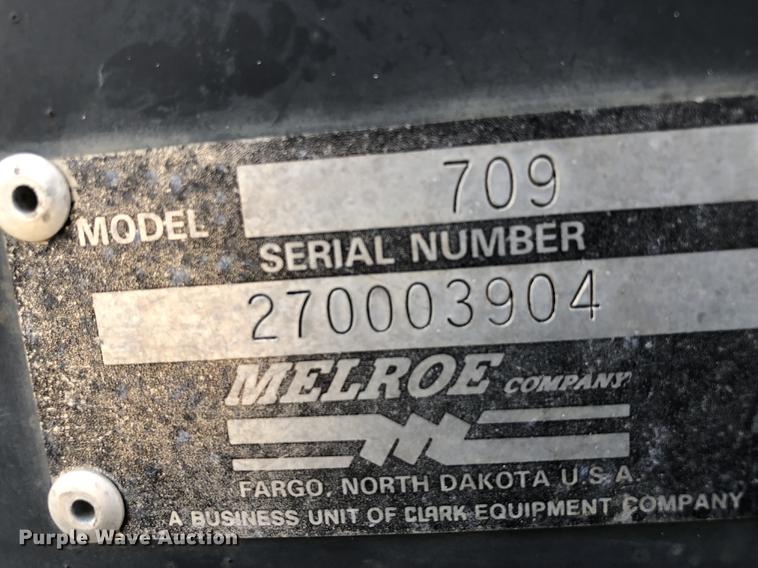 MODEL 709
SERIAL NUMBER
270003904
MELROE COMPANY
FARGO, NORTH DAKOTA U.S.A.
A BUSINESS UNIT OF CLARK EQUIPMENT COMPANY
Purple Wave Auction